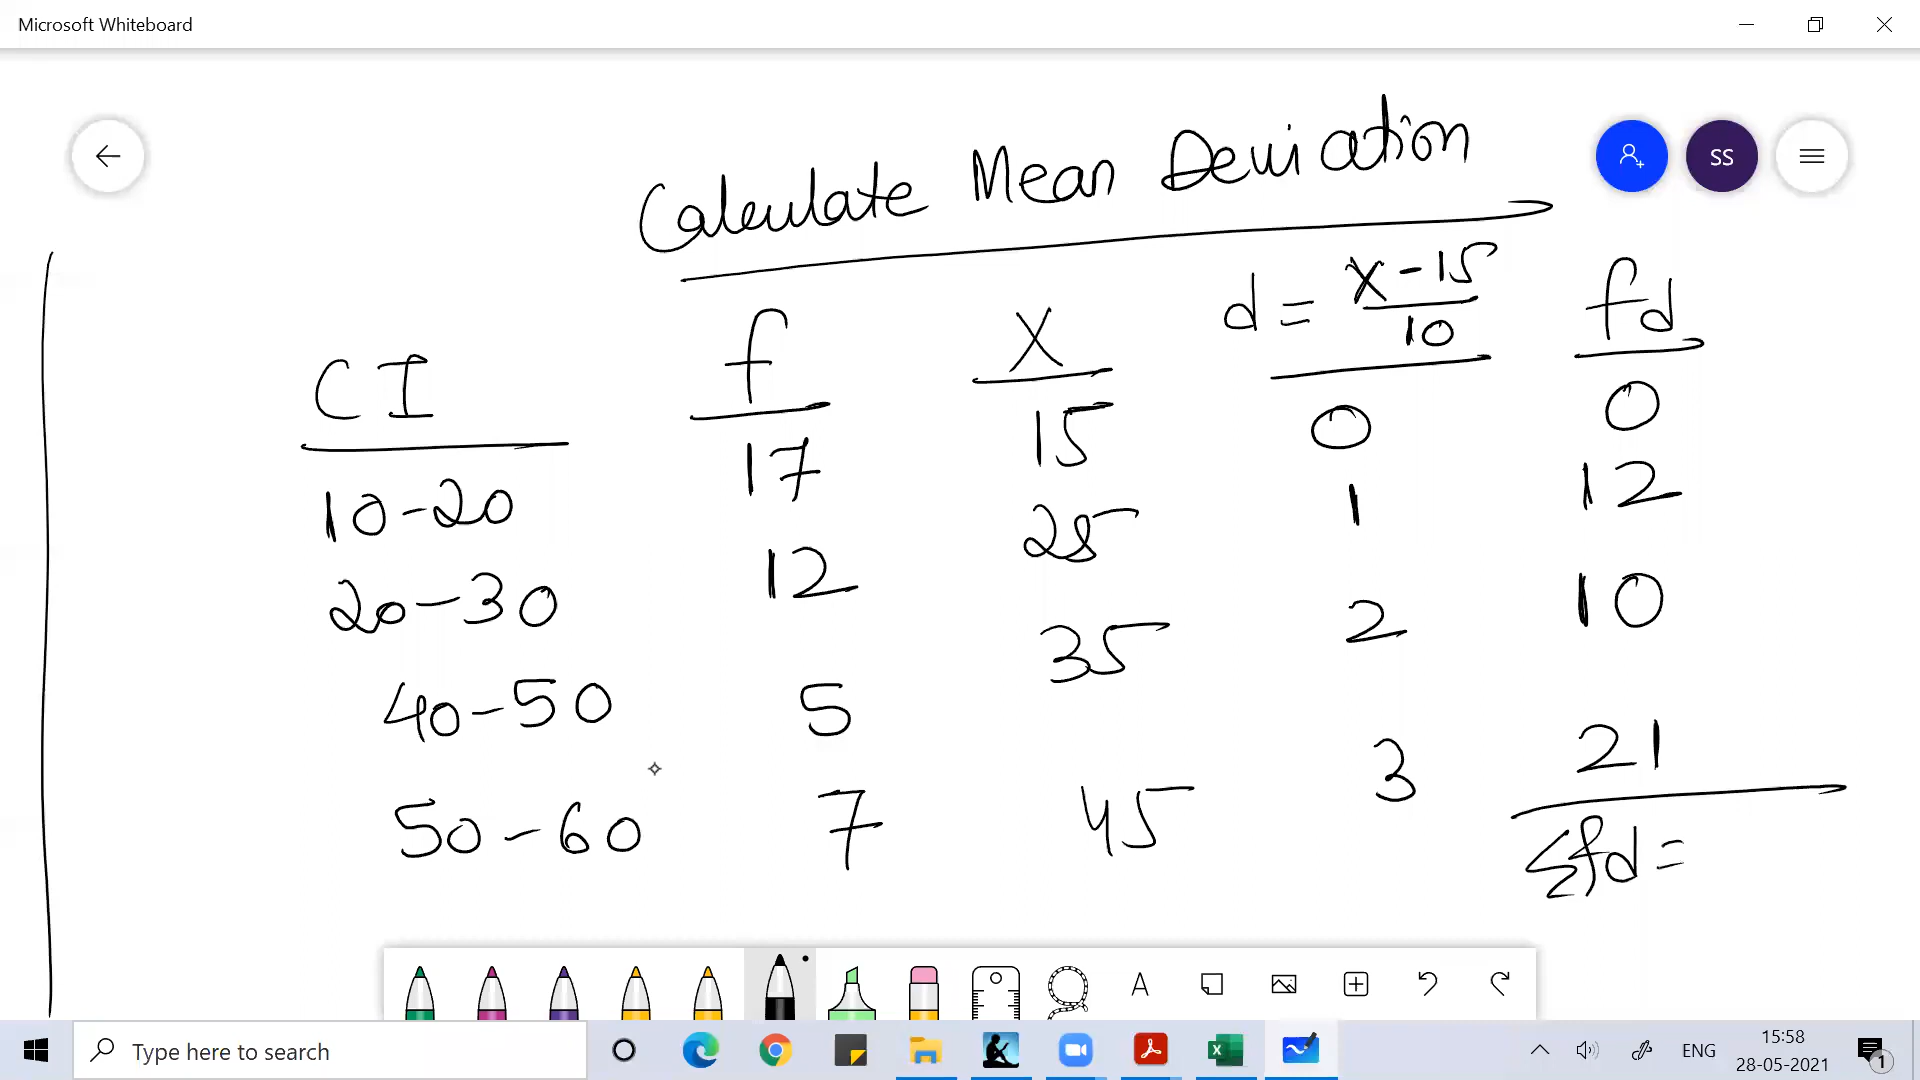 Microsoft Whiteboard
SS
Calculate Mean Deviation
CI f X d = X-15/10 fd
10-20 17 15 0 0
20-30 12 25 1 12
40-50 5 35 2 10
50-60 7 45 3 21
Σfd =
A
Type here to search
ENG
15:58
28-05-2021
1